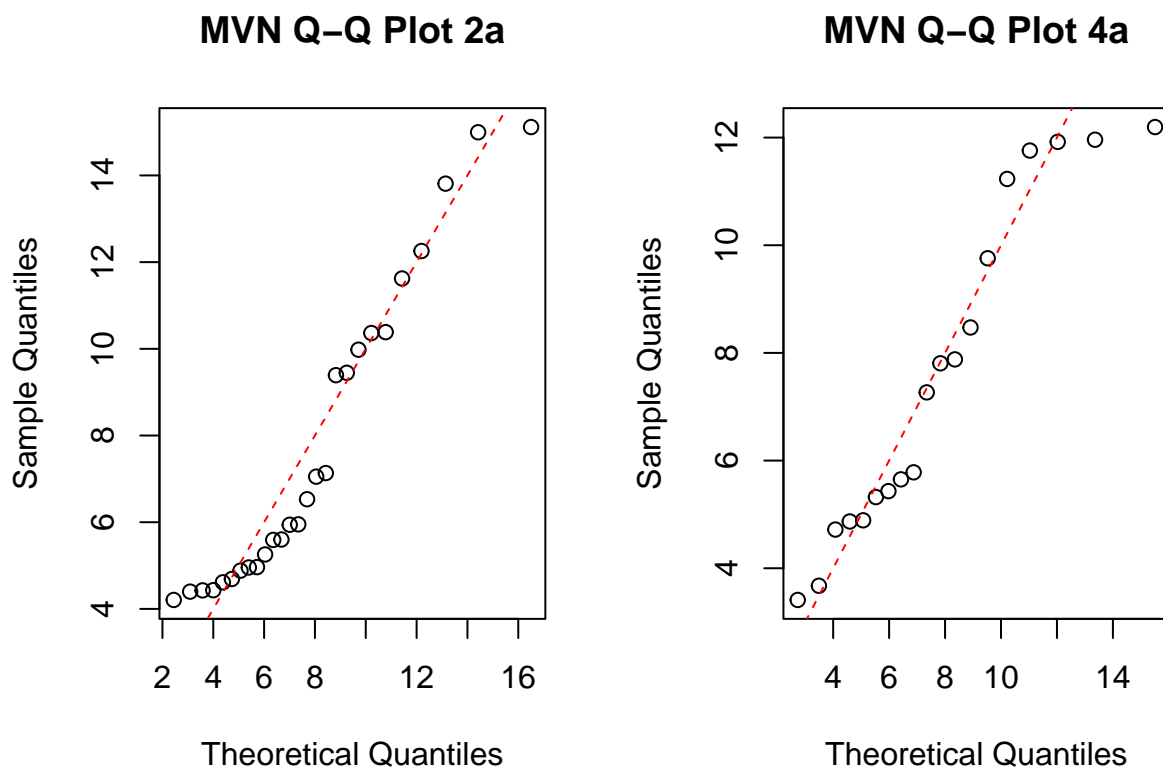 MVN Q−Q Plot 2a
Sample Quantiles
14
12
10
8
6
4
2 4 6 8 12 16
Theoretical Quantiles
MVN Q−Q Plot 4a
Sample Quantiles
12
10
8
6
4
4 6 8 10 14
Theoretical Quantiles